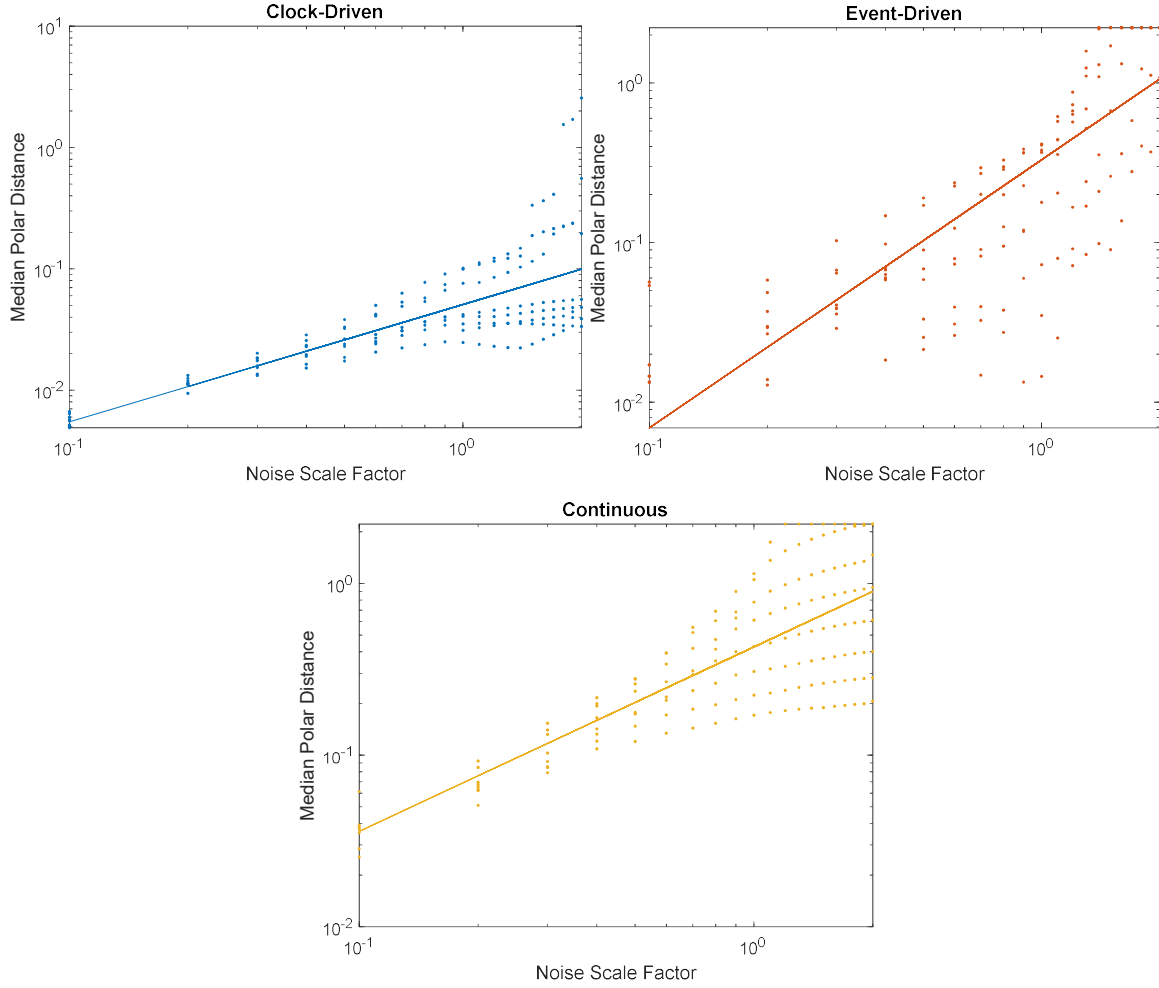 Clock-Driven
10^1
10^0
10^-1
10^-2
Median Polar Distance
10^-1
10^0
Noise Scale Factor
Event-Driven
10^0
10^-1
10^-2
Median Polar Distance
10^-1
10^0
Noise Scale Factor
Continuous
10^0
10^-1
10^-2
Median Polar Distance
10^-1
10^0
Noise Scale Factor